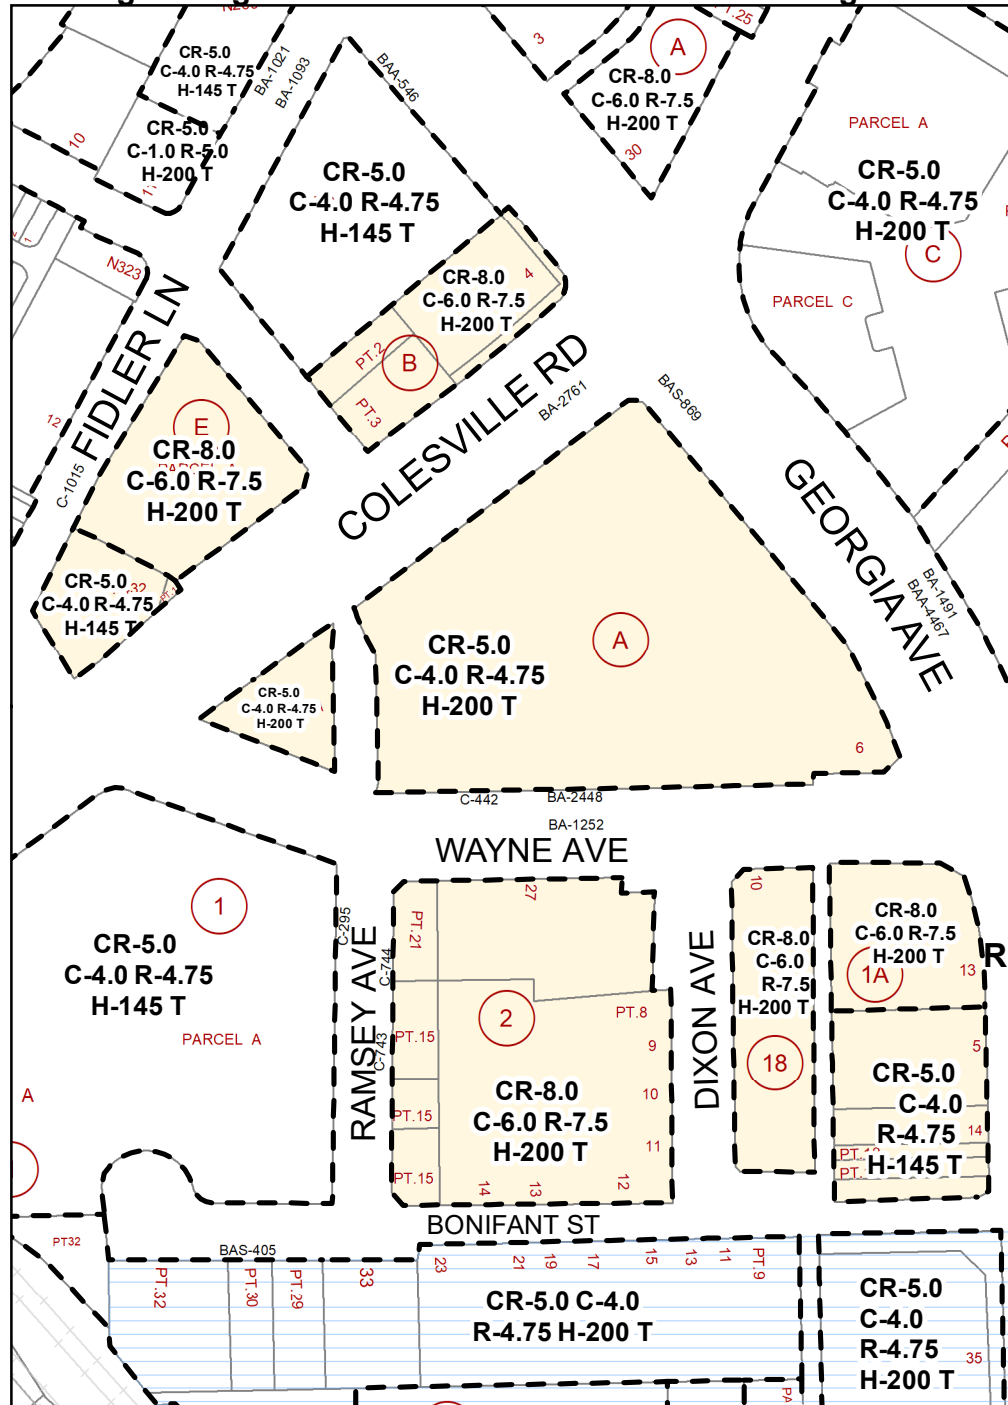 N269
1.25
3
A
CR-8.0
C-6.0 R-7.5
H-200 T
30
CR-5.0
C-4.0 R-4.75
H-145 T
BA-1021
BA-1093
BAA-546
10
CR-5.0
C-1.0 R-5.0
H-200 T
CR-5.0
C-4.0 R-4.75
H-145 T
PARCEL A
CR-5.0
C-4.0 R-4.75
H-200 T
C
PARCEL C
1
N323
CR-8.0
C-6.0 R-7.5
H-200 T
4
PT.2
B
PT.3
FIDLER LN
12
C-1015
E
PARCEL A
CR-8.0
C-6.0 R-7.5
H-200 T
COLESVILLE RD
BA-2761
BAS-869
GEORGIA AVE
BA-1491
BAA-4467
CR-5.0
C-4.0 R-4.75
H-145 T
32
CR-5.0
C-4.0 R-4.75
H-200 T
A
CR-5.0
C-4.0 R-4.75
H-200 T
6
C-442
BA-2448
BA-1252
WAYNE AVE
1
CR-5.0
C-4.0 R-4.75
H-145 T
PARCEL A
A
C-295
C-744
C-743
RAMSEY AVE
PT.21
27
2
PT.8
PT.15
9
10
PT.15
11
PT.15
14
13
12
CR-8.0
C-6.0 R-7.5
H-200 T
DIXON AVE
10
CR-8.0
C-6.0
R-7.5
H-200 T
18
CR-8.0
C-6.0 R-7.5
H-200 T
1A
13
R
5
CR-5.0
C-4.0
R-4.75
H-145 T
14
PT.
BONIFANT ST
BAS-405
PT32
PT.32
PT.30
PT.29
33
23
21
19
17
15
13
11
PT.9
CR-5.0 C-4.0
R-4.75 H-200 T
CR-5.0
C-4.0
R-4.75
H-200 T
35
PA